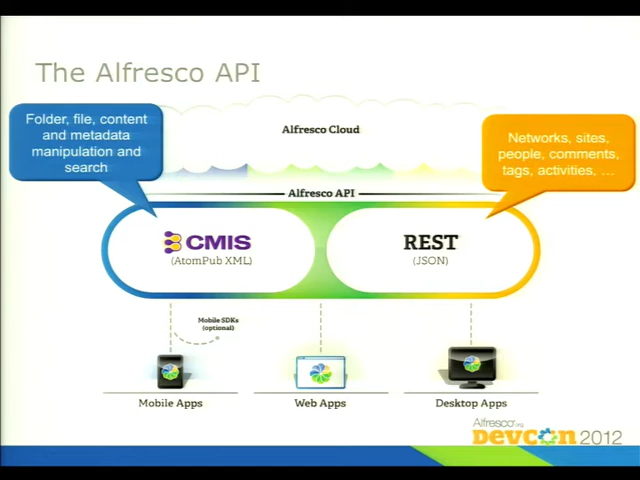 The Alfresco API
Folder, file, content
and metadata
manipulation and
search
Alfresco Cloud
Networks, sites,
people, comments,
tags, activities, ...
Alfresco API
CMIS
(AtomPub XML)
REST
(JSON)
Mobile SDKs
(optional)
Mobile Apps
Web Apps
Desktop Apps
Alfresco.org
DEVCON 2012